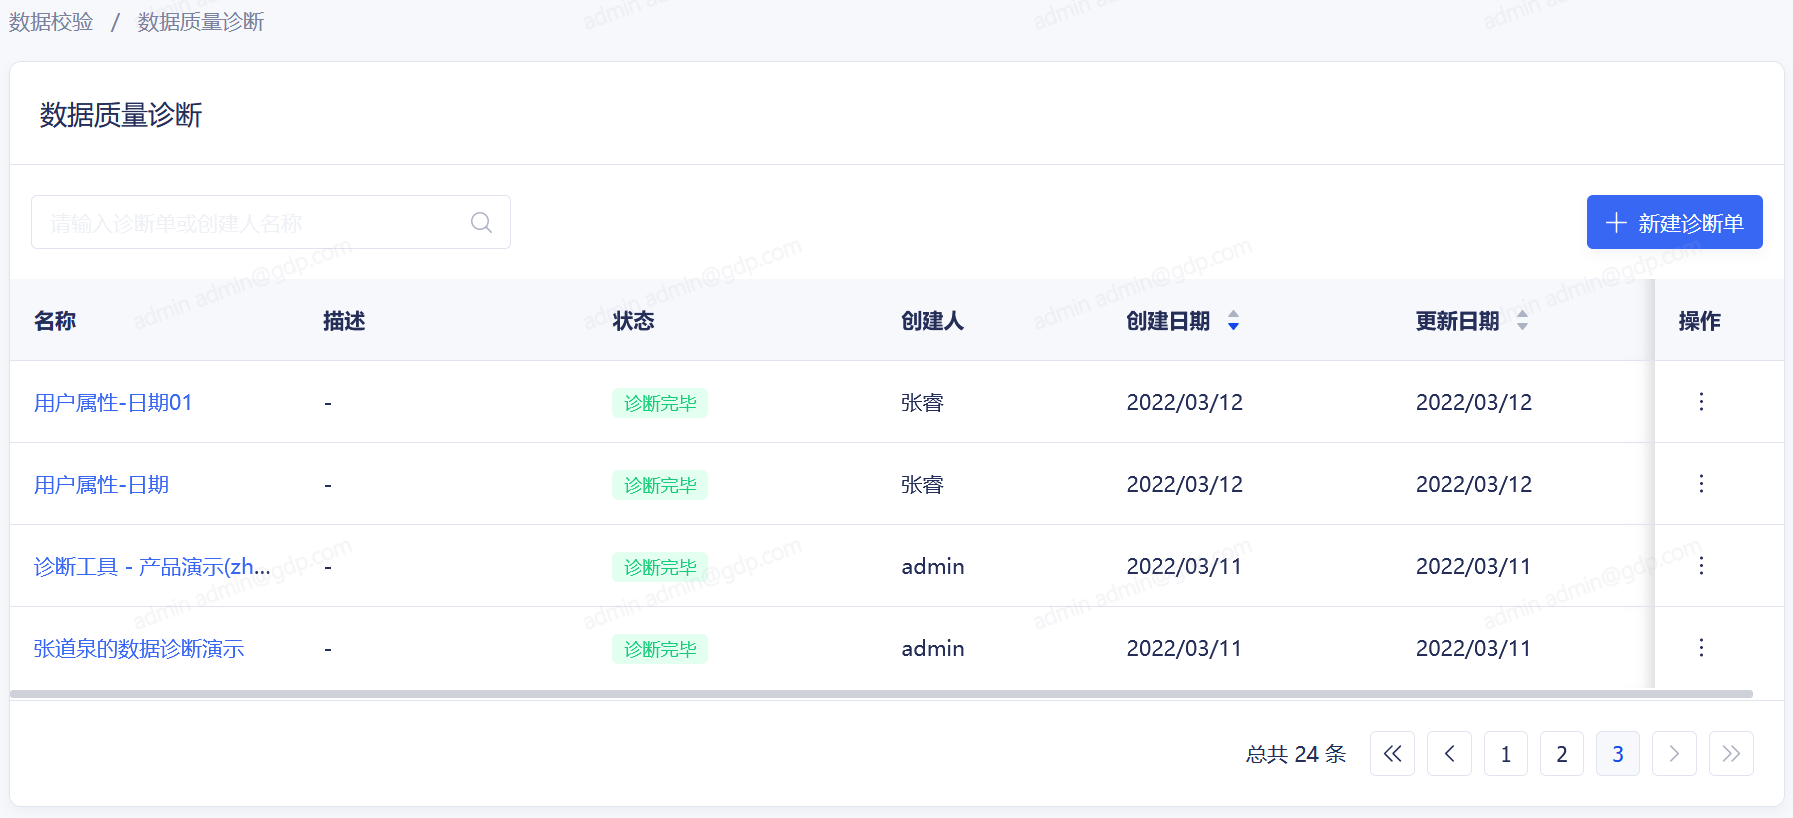 数据校验 / 数据质量诊断
数据质量诊断
请输入诊断单或创建人名称
新建诊断单
名称 描述 状态 创建人 创建日期 更新日期 操作
用户属性-日期01 - 诊断完毕 张睿 2022/03/12 2022/03/12
用户属性-日期 - 诊断完毕 张睿 2022/03/12 2022/03/12
诊断工具 - 产品演示(zh... - 诊断完毕 admin 2022/03/11 2022/03/11
张道泉的数据诊断演示 - 诊断完毕 admin 2022/03/11 2022/03/11
总共 24 条 1 2 3
admin admin@gdp.com